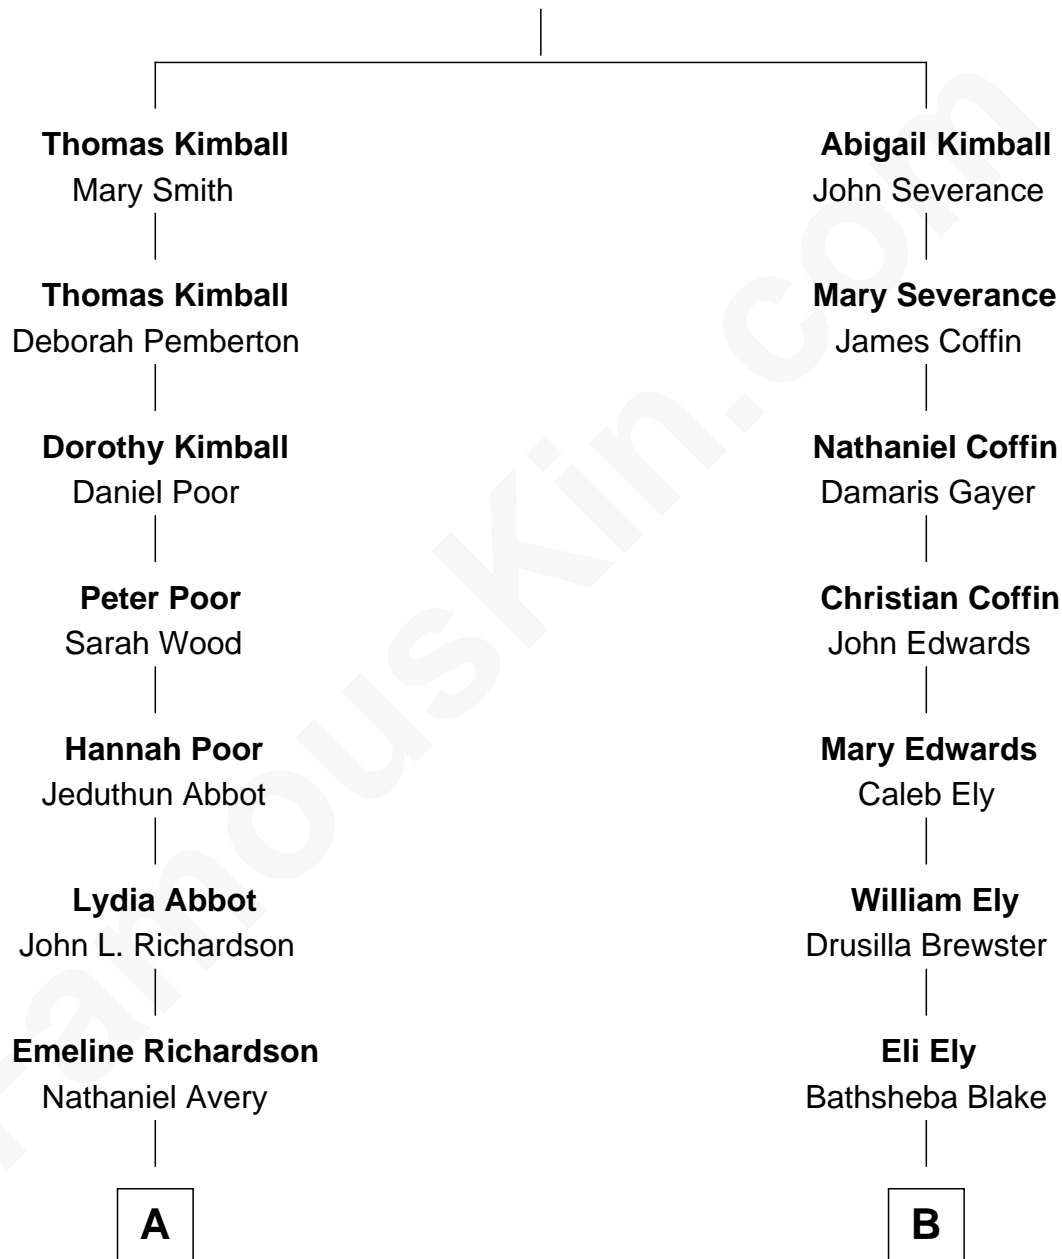 Thomas Kimball
Mary Smith
Abigail Kimball
John Severance
Thomas Kimball
Deborah Pemberton
Mary Severance
James Coffin
Dorothy Kimball
Daniel Poor
Nathaniel Coffin
Damaris Gayer
Peter Poor
Sarah Wood
Christian Coffin
John Edwards
Hannah Poor
Jeduthun Abbot
Mary Edwards
Caleb Ely
Lydia Abbot
John L. Richardson
William Ely
Drusilla Brewster
Emeline Richardson
Nathaniel Avery
Eli Ely
Bathsheba Blake
A
B
FamousKin.com